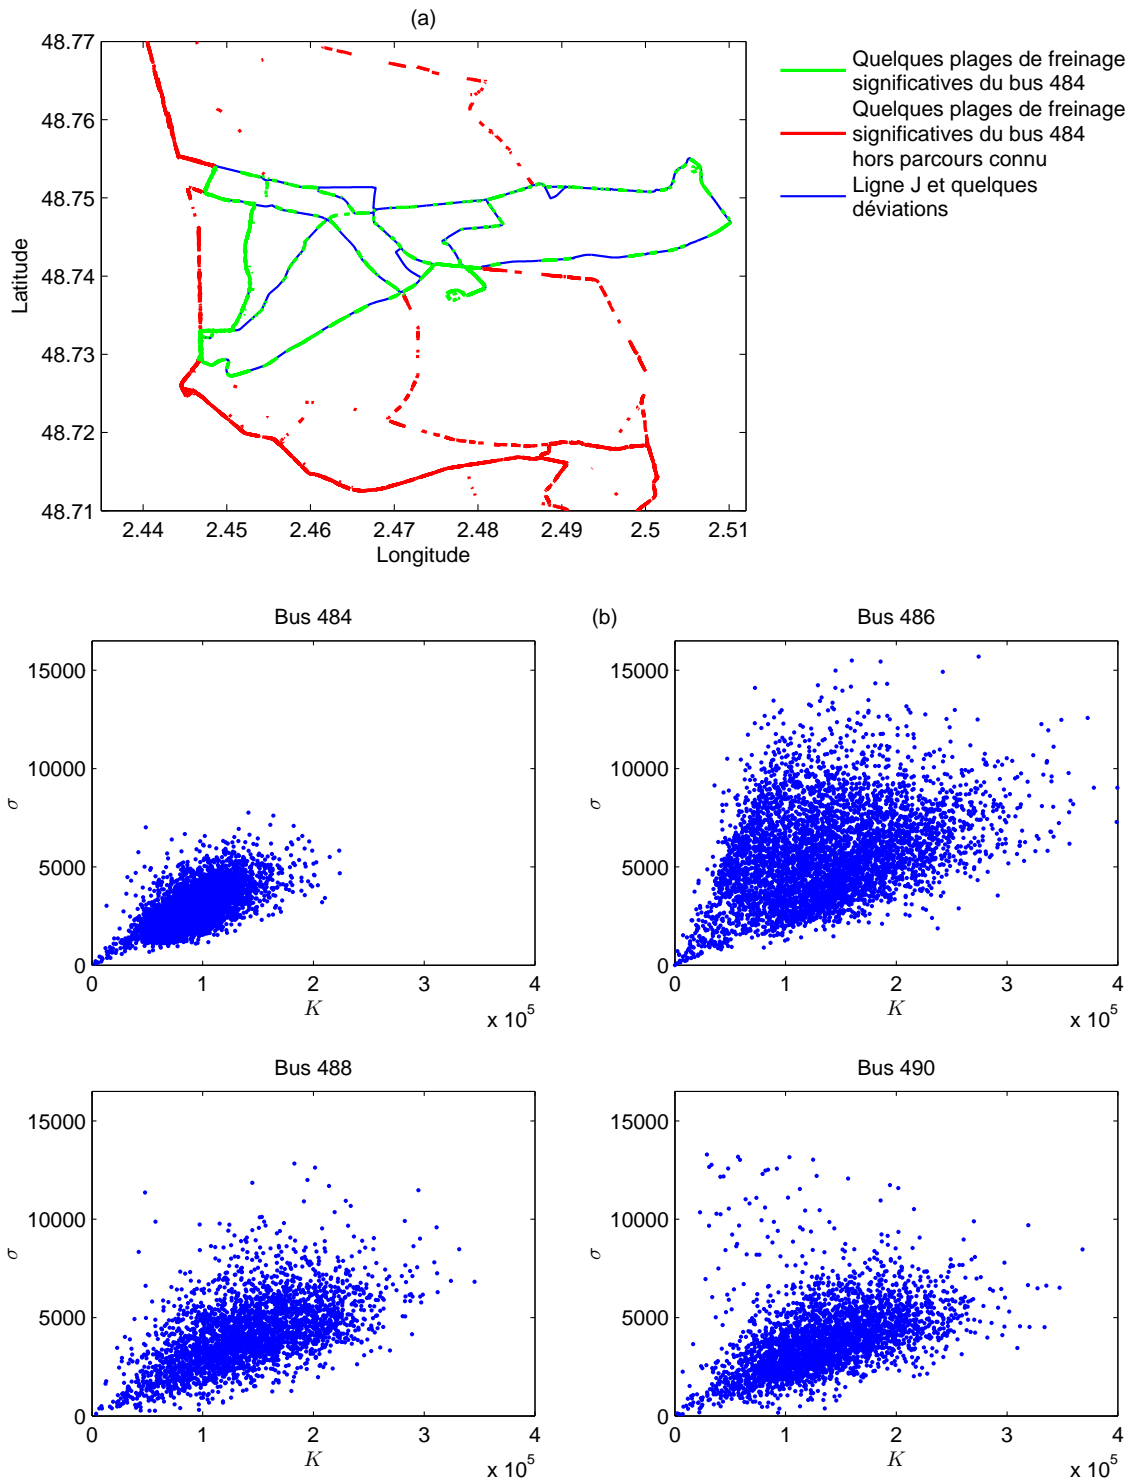 (a)
48.77
48.76
48.75
48.74
48.73
48.72
48.71
Latitude
2.44
2.45
2.46
2.47
2.48
2.49
2.5
2.51
Longitude
Quelques plages de freinage
significatives du bus 484
Quelques plages de freinage
significatives du bus 484
hors parcours connu
Ligne J et quelques
déviations
(b)
Bus 484
15000
10000
5000
0
σ
0
1
2
3
4
K
x 10^5
Bus 486
15000
10000
5000
0
σ
0
1
2
3
4
K
x 10^5
Bus 488
15000
10000
5000
0
σ
0
1
2
3
4
K
x 10^5
Bus 490
15000
10000
5000
0
σ
0
1
2
3
4
K
x 10^5